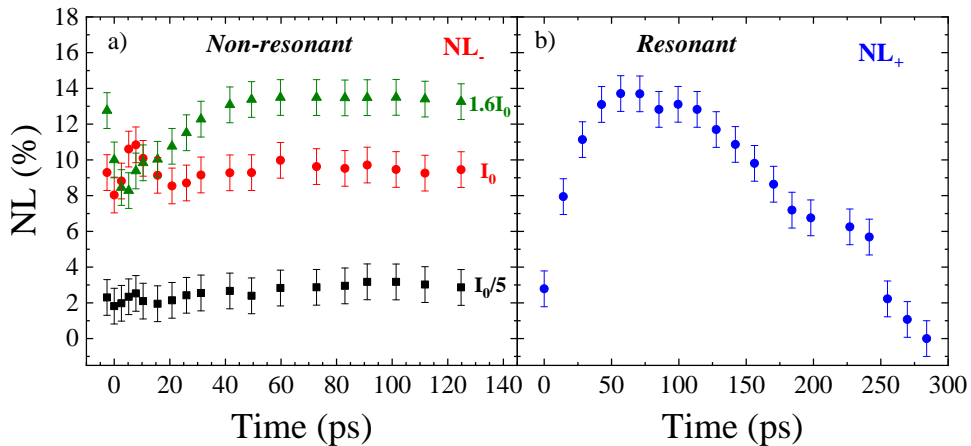 a) Non-resonant NL₋
b) Resonant NL₊
NL (%)
18
16
14
12
10
8
6
4
2
0
1.6I₀
I₀
I₀/5
0 20 40 60 80 100 120 140
0 50 100 150 200 250 300
Time (ps)
Time (ps)